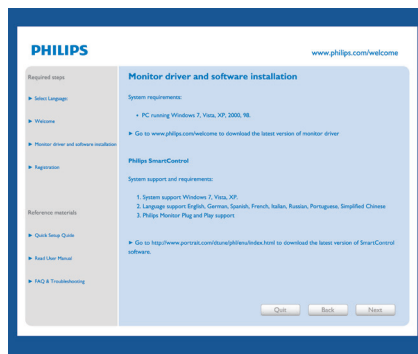 PHILIPS
www.philips.com/welcome
Required steps
Select Language
Welcome
Monitor driver and software installation
Registration
Reference materials
Quick Setup Guide
Read User Manual
FAQ & Troubleshooting
Monitor driver and software installation
System requirements:
• PC running Windows 7, Vista, XP, 2000, 98.
Go to www.philips.com/welcome to download the latest version of monitor driver
Philips SmartControl
System support and requirements:
1. System support Windows 7, Vista, XP.
2. Language support English, German, Spanish, French, Italian, Russian, Portuguese, Simplified Chinese
3. Philips Monitor Plug and Play support
Go to http://www.portrait.com/dtune/phl/enu/index.html to download the latest version of SmartControl
software.
Quit
Back
Next